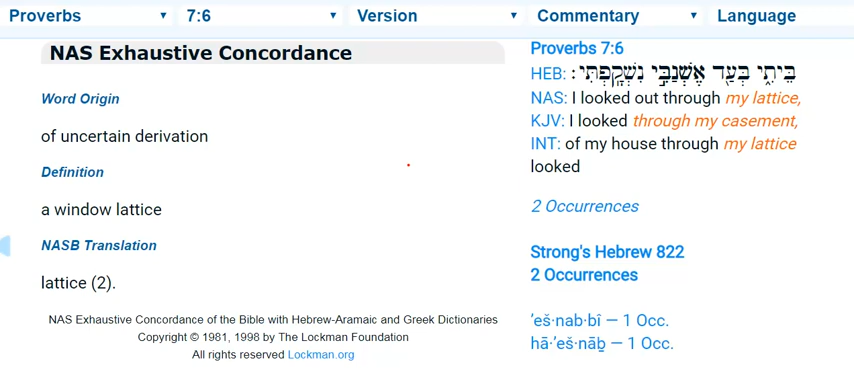 Proverbs 7:6 Version Commentary Language
NAS Exhaustive Concordance
Word Origin
of uncertain derivation
Definition
a window lattice
NASB Translation
lattice (2).
NAS Exhaustive Concordance of the Bible with Hebrew-Aramaic and Greek Dictionaries
Copyright © 1981, 1998 by The Lockman Foundation
All rights reserved Lockman.org
Proverbs 7:6
HEB: בֵּיתִ֑י בְּעַ֖ד אֶשְׁנַבִּ֣י נִשְׁקָֽפְתִּי׃
NAS: I looked out through my lattice,
KJV: I looked through my casement,
INT: of my house through my lattice
looked
2 Occurrences
Strong's Hebrew 822
2 Occurrences
’eš·nab·bî — 1 Occ.
hā·’eš·nāḇ — 1 Occ.